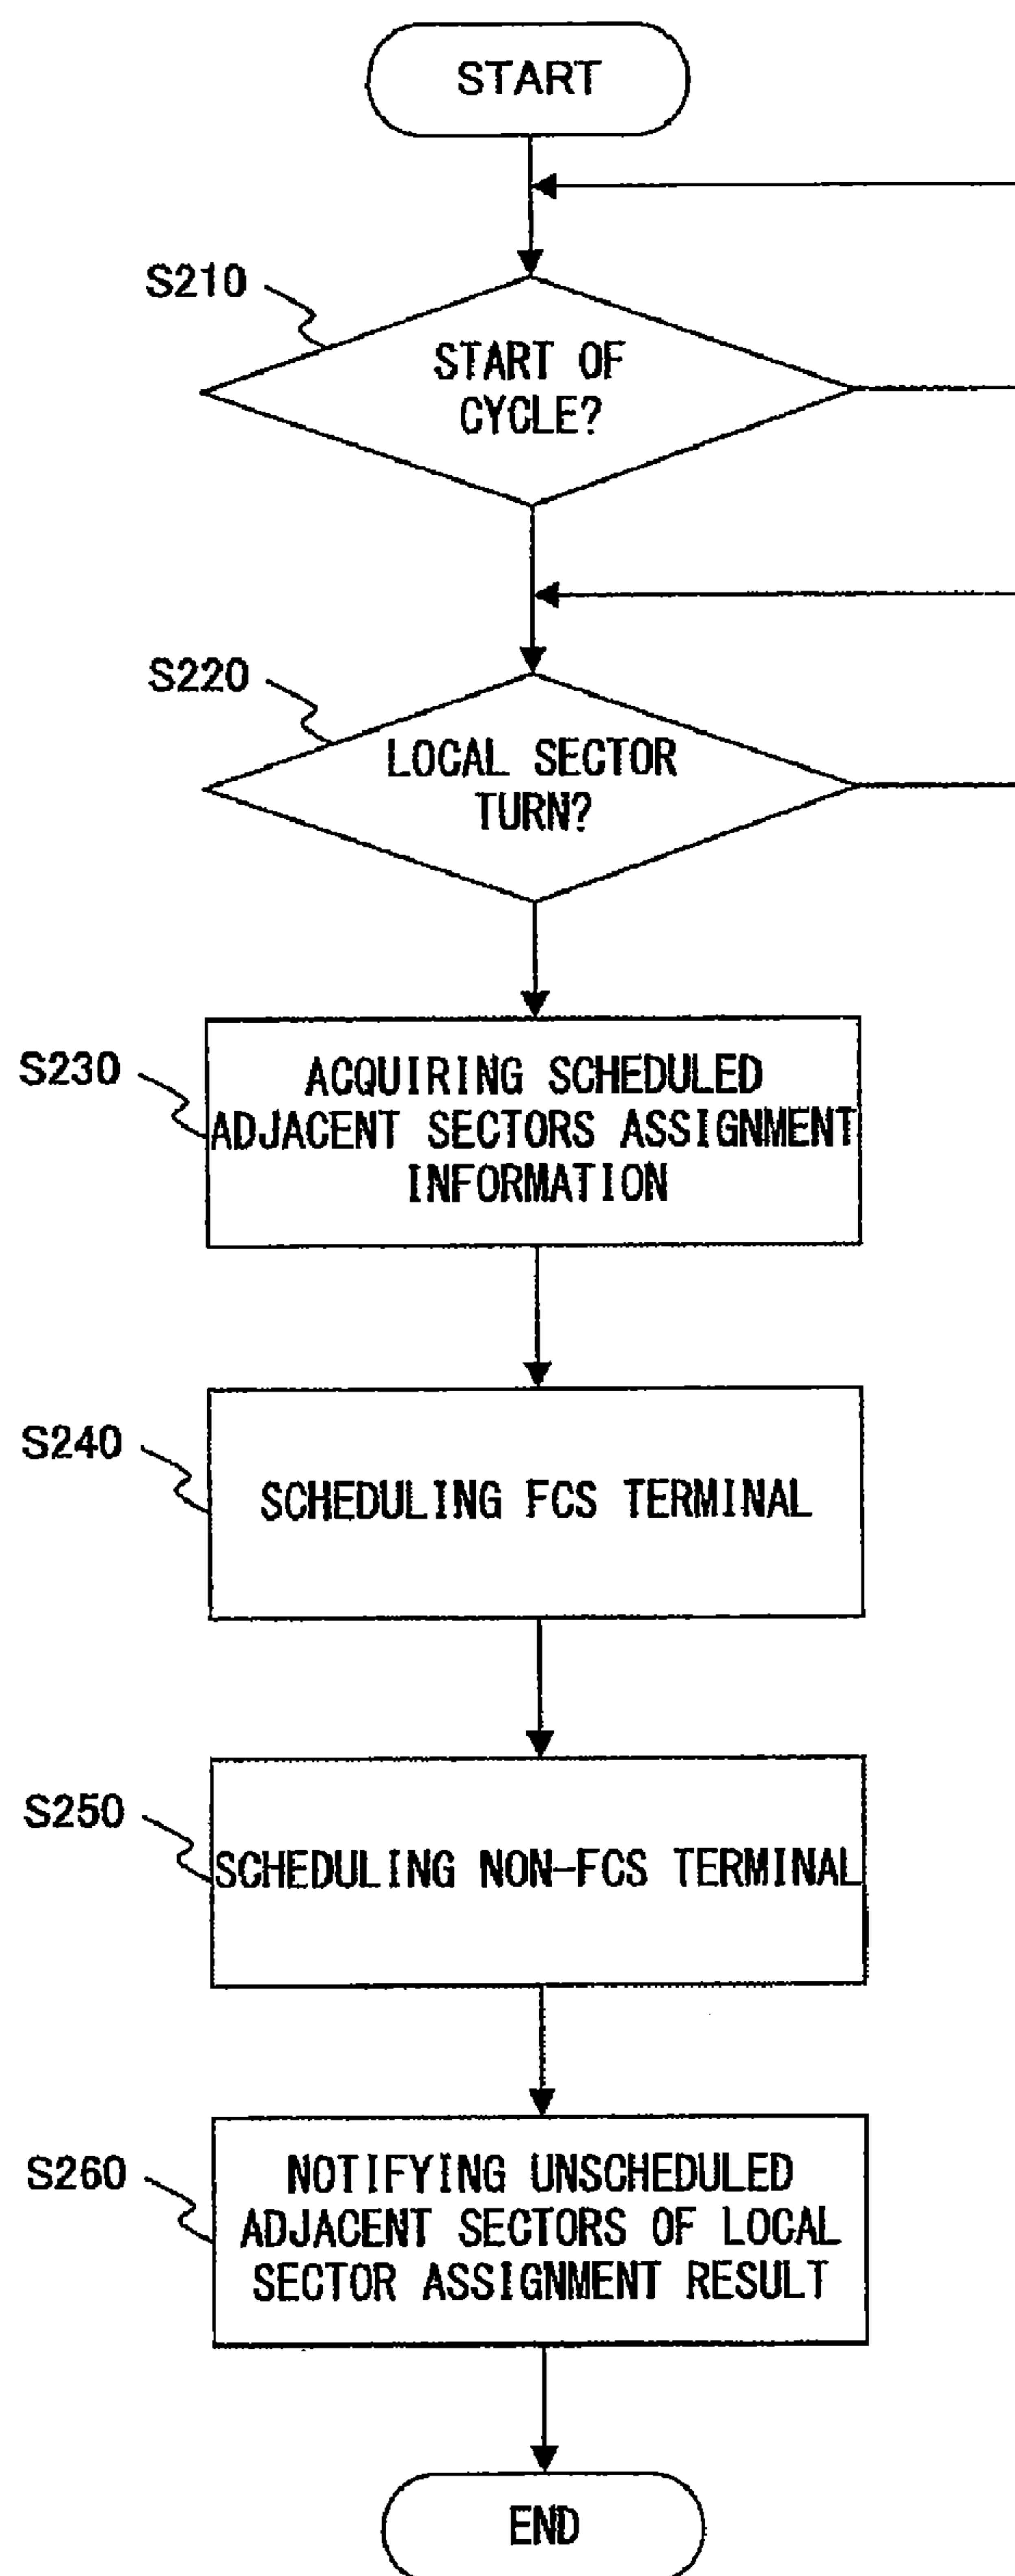 START
S210
START OF
CYCLE?
S220
LOCAL SECTOR
TURN?
S230
ACQUIRING SCHEDULED
ADJACENT SECTORS ASSIGNMENT
INFORMATION
S240
SCHEDULING FCS TERMINAL
S250
SCHEDULING NON-FCS TERMINAL
S260
NOTIFYING UNSCHEDULED
ADJACENT SECTORS OF LOCAL
SECTOR ASSIGNMENT RESULT
END